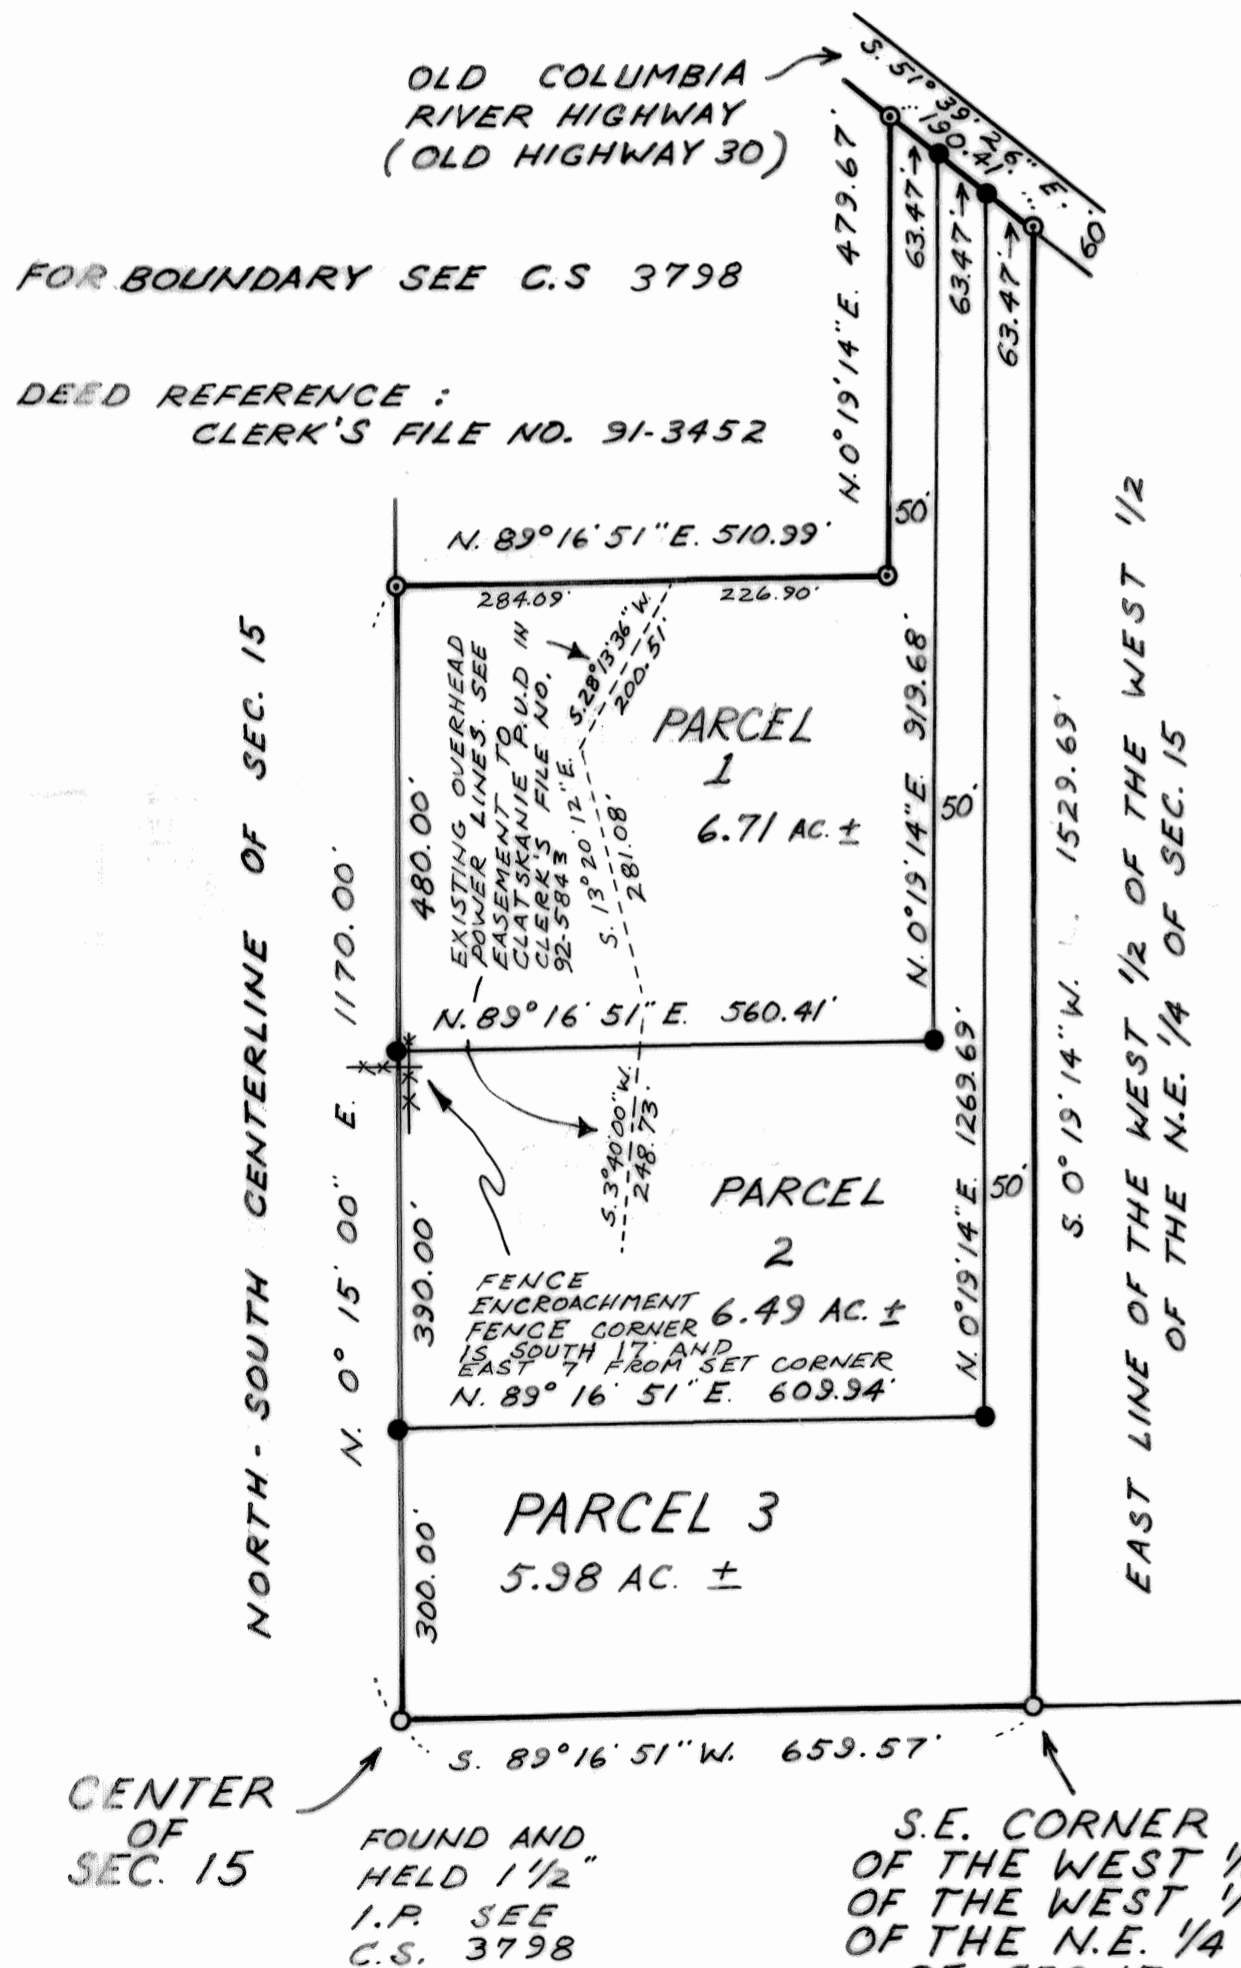 OLD COLUMBIA
RIVER HIGHWAY
(OLD HIGHWAY 30)
S. 51° 39' 26" E.
190.41
60'
63.47'
63.47'
63.47'
N. 0° 19' 14" E. 479.67'
FOR BOUNDARY SEE C.S 3798
DEED REFERENCE :
CLERK'S FILE NO. 91-3452
50'
N. 89° 16' 51" E. 510.99'
284.09'
226.90'
S. 28° 13' 36" W.
200.51'
EXISTING OVERHEAD
POWER LINES. SEE
EASEMENT TO
CLATSKANIE P.U.D IN
CLERK'S FILE NO.
92-5843
S. 13° 20' 12" E.
281.08'
PARCEL
1
6.71 AC. ±
N. 0° 19' 14" E. 919.68'
50'
480.00'
NORTH - SOUTH CENTERLINE OF SEC. 15
N. 0° 15' 00" E. 1170.00'
N. 89° 16' 51" E. 560.41'
S. 3° 40' 00" W.
248.73'
PARCEL
2
6.49 AC. ±
FENCE
ENCROACHMENT
FENCE CORNER
IS SOUTH 17' AND
EAST 7' FROM SET CORNER
390.00'
N. 0° 19' 14" E. 1269.69'
50'
S. 0° 19' 14" W. 1529.69'
EAST LINE OF THE WEST 1/2 OF THE WEST 1/2
OF THE N.E. 1/4 OF SEC. 15
N. 89° 16' 51" E. 609.94'
PARCEL 3
5.98 AC. ±
300.00'
S. 89° 16' 51" W. 659.57'
CENTER
OF
SEC. 15
FOUND AND
HELD 1 1/2"
I.P. SEE
C.S. 3798
S.E. CORNER
OF THE WEST
OF THE WEST
OF THE N.E. 1/4